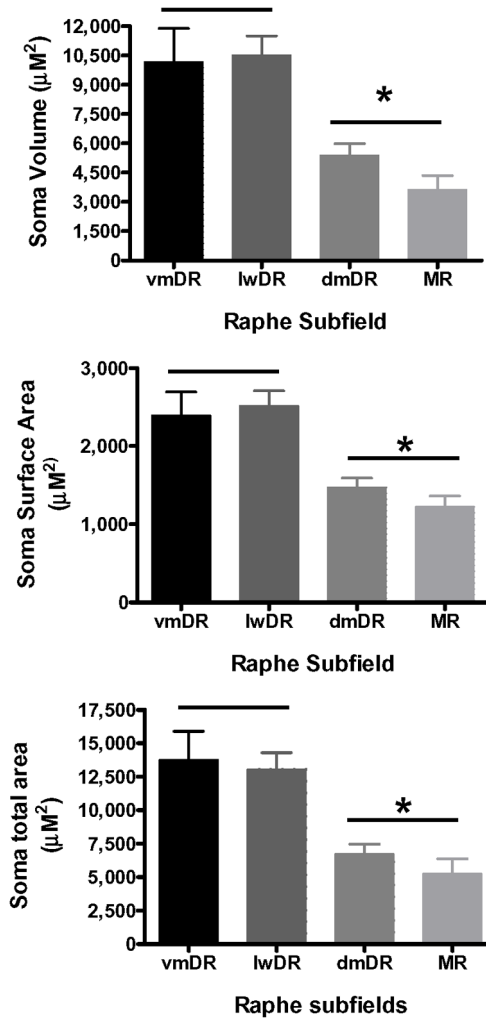 Soma Volume (μM²)
12,000
10,500
9,000
7,500
6,000
4,500
3,000
1,500
0
vmDR lwDR dmDR MR
*
Raphe Subfield
Soma Surface Area
(μM²)
3,000
2,000
1,000
0
vmDR lwDR dmDR MR
*
Raphe Subfield
Soma total area
(μM²)
17,500
15,000
12,500
10,000
7,500
5,000
2,500
0
vmDR lwDR dmDR MR
*
Raphe subfields